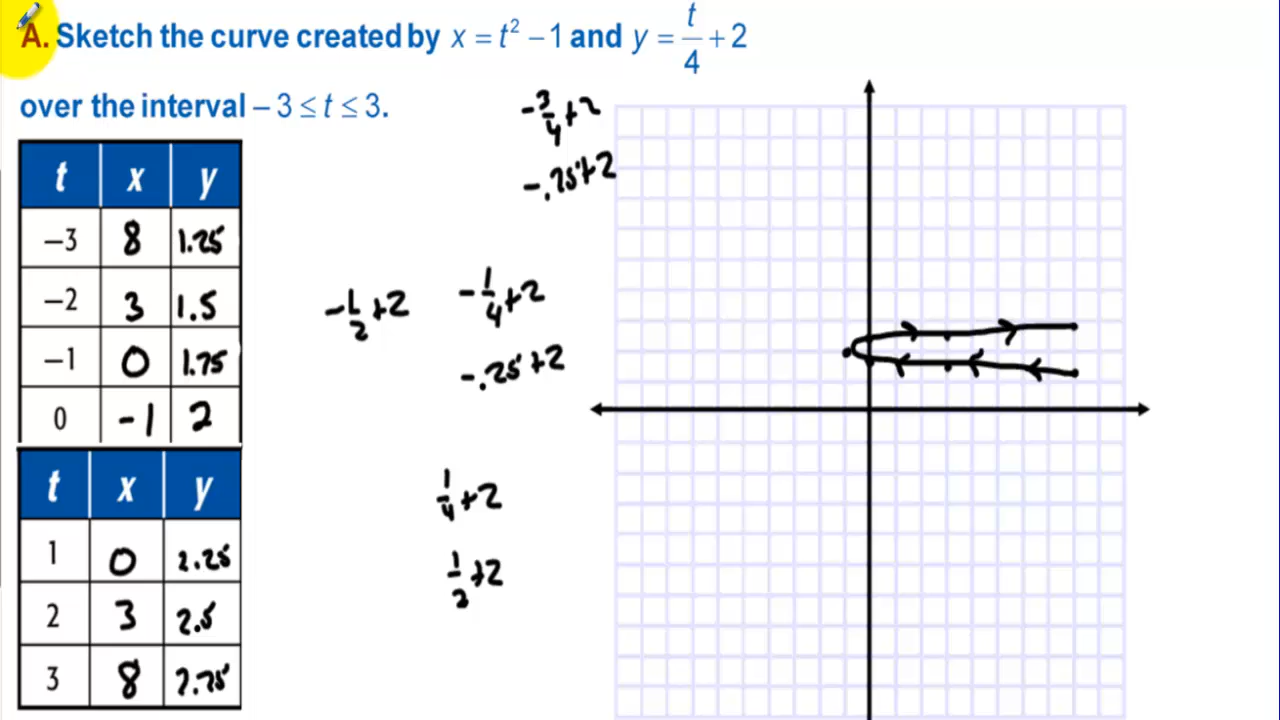 A. Sketch the curve created by x = t² – 1 and y = t/4 + 2
over the interval – 3 ≤ t ≤ 3.
-3/4+2
-.75+2
t x y
–3 8 1.25
–2 3 1.5
–1 0 1.75
0 -1 2
-1/2+2
-1/4+2
-.25+2
t x y
1 0 2.25
2 3 2.5
3 8 2.75
1/4+2
1/2+2